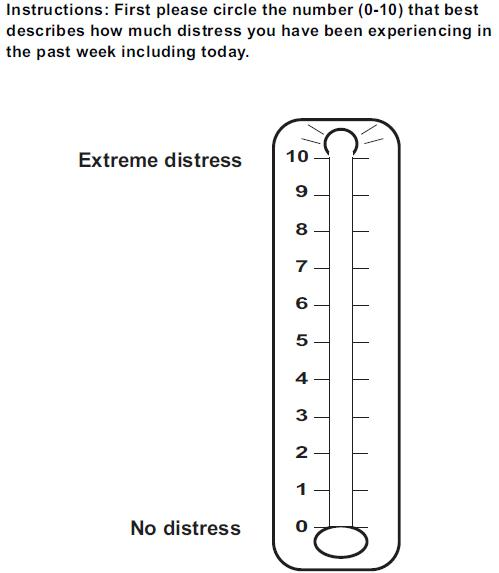 Instructions: First please circle the number (0-10) that best
describes how much distress you have been experiencing in
the past week including today.
Extreme distress
10
9
8
7
6
5
4
3
2
1
No distress
0